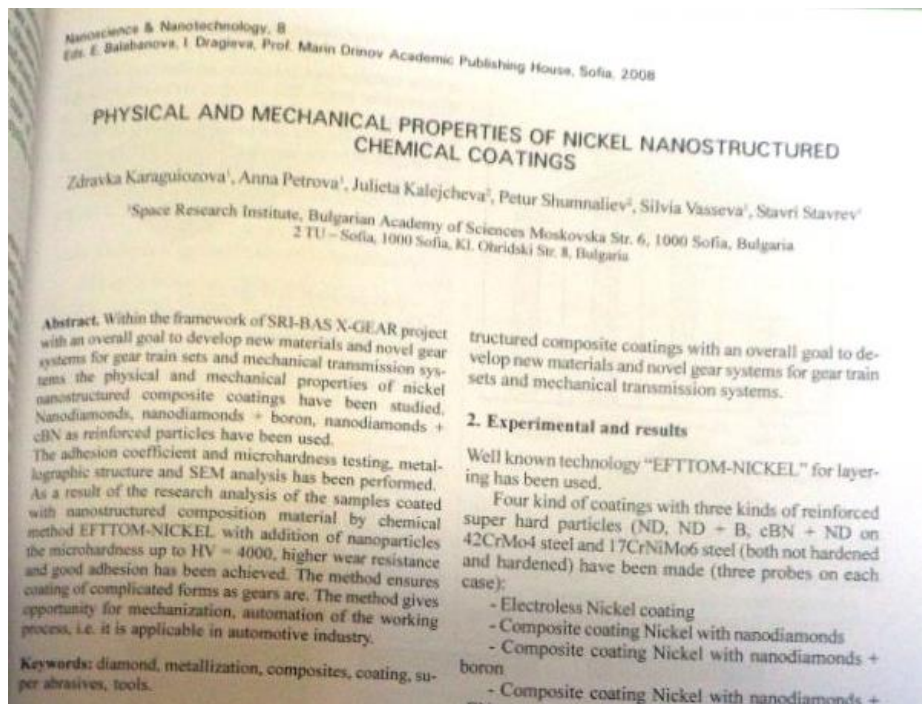 Nanoscience & Nanotechnology, 8
Eds. E. Balabanova, I. Dragieva, Prof. Marin Drinov Academic Publishing House, Sofia, 2008
PHYSICAL AND MECHANICAL PROPERTIES OF NICKEL NANOSTRUCTURED
CHEMICAL COATINGS
Zdravka Karaguiozova¹, Anna Petrova¹, Julieta Kalejcheva², Petur Shumnaliev², Silvia Vasseva¹, Stavri Stavrev¹
¹Space Research Institute, Bulgarian Academy of Sciences Moskovska Str. 6, 1000 Sofia, Bulgaria
2 TU – Sofia, 1000 Sofia, Kl. Ohridski Str. 8, Bulgaria
Abstract. Within the framework of SRI-BAS X-GEAR project
with an overall goal to develop new materials and novel gear
systems for gear train sets and mechanical transmission sys-
tems the physical and mechanical properties of nickel
nanostructured composite coatings have been studied.
Nanodiamonds, nanodiamonds + boron, nanodiamonds +
cBN as reinforced particles have been used.
The adhesion coefficient and microhardness testing, metal-
lographic structure and SEM analysis has been performed.
As a result of the research analysis of the samples coated
with nanostructured composition material by chemical
method EFTTOM-NICKEL with addition of nanoparticles
the microhardness up to HV = 4000, higher wear resistance
and good adhesion has been achieved. The method ensures
coating of complicated forms as gears are. The method gives
opportunity for mechanization, automation of the working
process, i.e. it is applicable in automotive industry.
Keywords: diamond, metallization, composites, coating, su-
per abrasives, tools.
tructured composite coatings with an overall goal to de-
velop new materials and novel gear systems for gear train
sets and mechanical transmission systems.
2. Experimental and results
Well known technology “EFTTOM-NICKEL” for layer-
ing has been used.
Four kind of coatings with three kinds of reinforced
super hard particles (ND, ND + B, cBN + ND on
42CrMo4 steel and 17CrNiMo6 steel (both not hardened
and hardened) have been made (three probes on each
case):
- Electroless Nickel coating
- Composite coating Nickel with nanodiamonds
- Composite coating Nickel with nanodiamonds +
boron
- Composite coating Nickel with nanodiamonds +